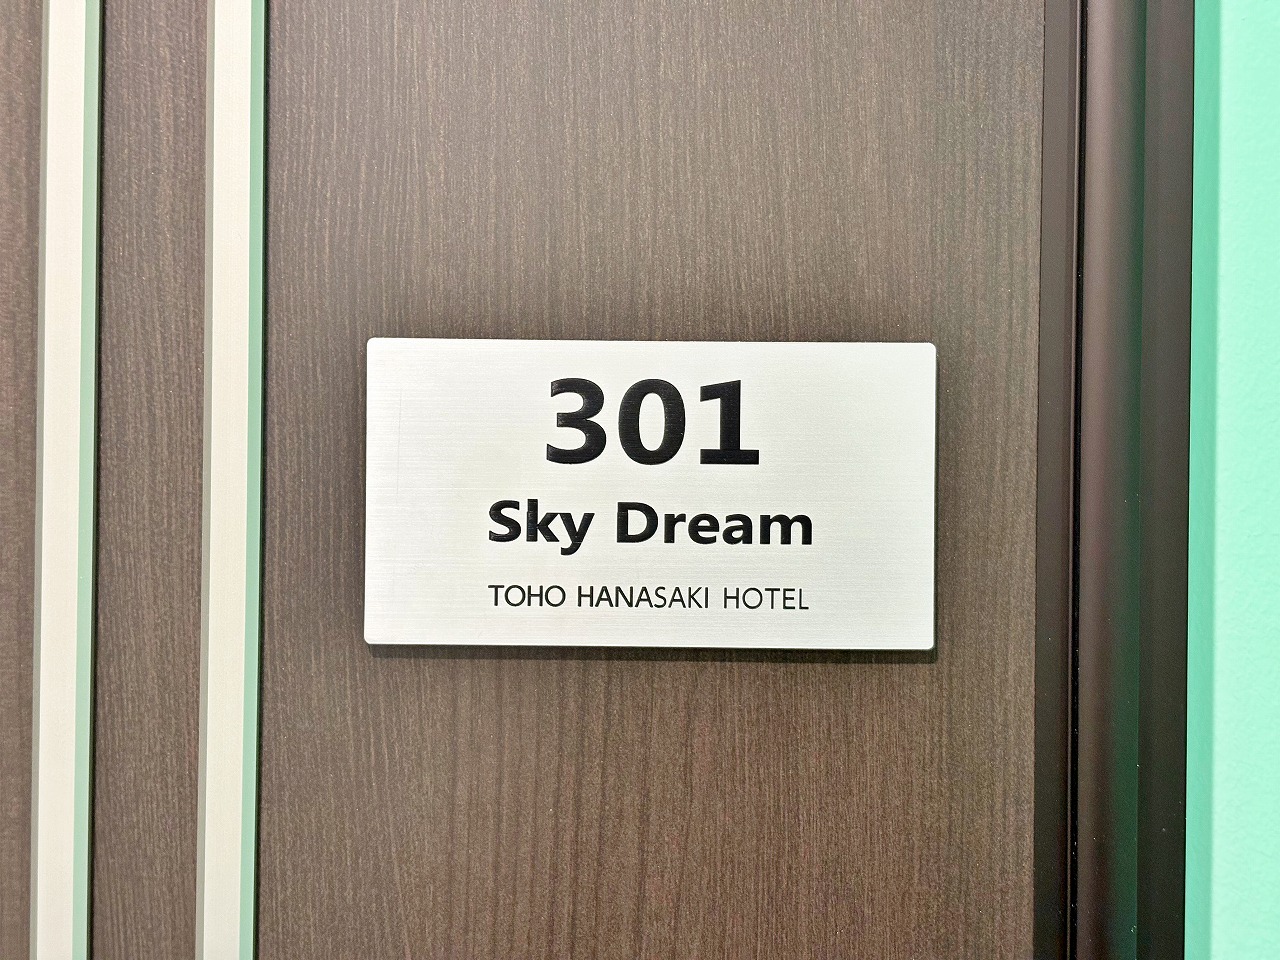 301
Sky Dream
TOHO HANASAKI HOTEL